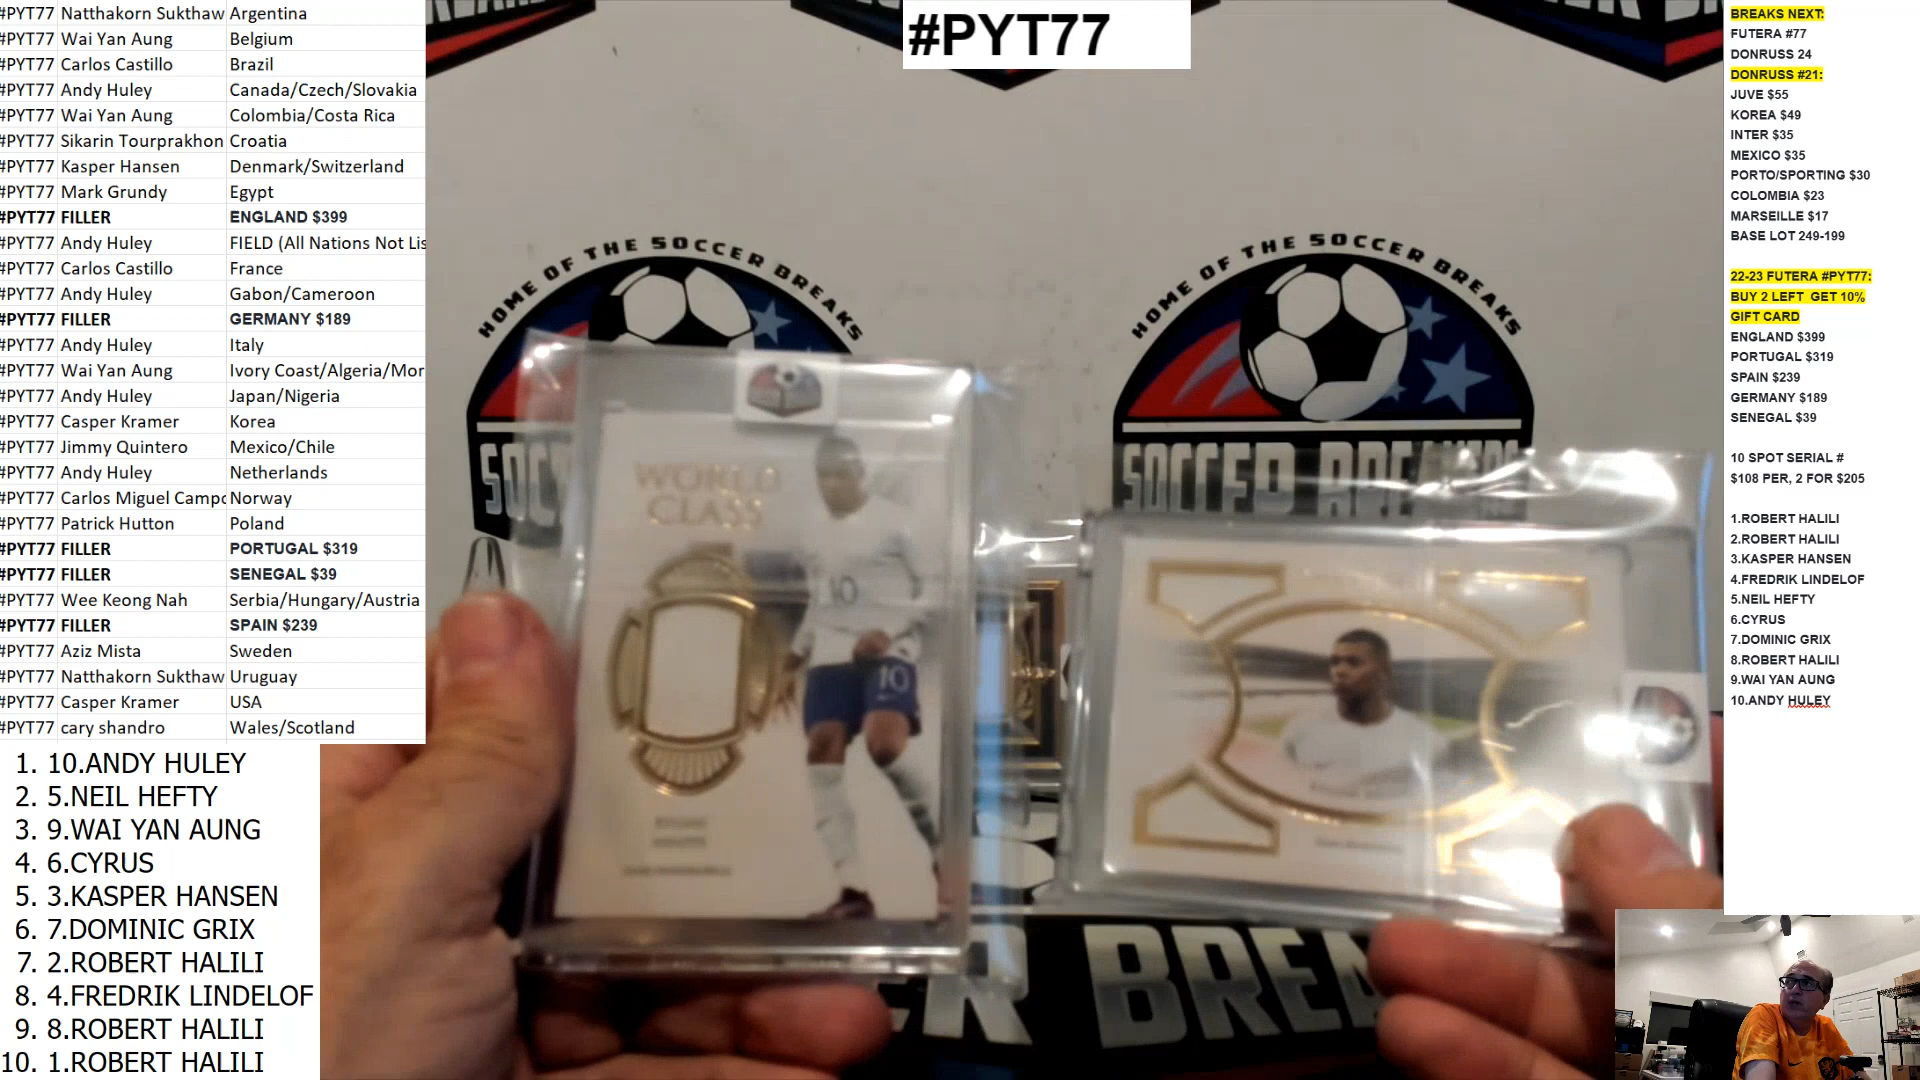 #PYT77 Natthakorn Sukthaw Argentina
#PYT77 Wai Yan Aung Belgium
#PYT77 Carlos Castillo Brazil
#PYT77 Andy Huley Canada/Czech/Slovakia
#PYT77 Wai Yan Aung Colombia/Costa Rica
#PYT77 Sikarin Tourprakhon Croatia
#PYT77 Kasper Hansen Denmark/Switzerland
#PYT77 Mark Grundy Egypt
#PYT77 FILLER ENGLAND $399
#PYT77 Andy Huley FIELD (All Nations Not Lis
#PYT77 Carlos Castillo France
#PYT77 Andy Huley Gabon/Cameroon
#PYT77 FILLER GERMANY $189
#PYT77 Andy Huley Italy
#PYT77 Wai Yan Aung Ivory Coast/Algeria/Mor
#PYT77 Andy Huley Japan/Nigeria
#PYT77 Casper Kramer Korea
#PYT77 Jimmy Quintero Mexico/Chile
#PYT77 Andy Huley Netherlands
#PYT77 Carlos Miguel Campo Norway
#PYT77 Patrick Hutton Poland
#PYT77 FILLER PORTUGAL $319
#PYT77 FILLER SENEGAL $39
#PYT77 Wee Keong Nah Serbia/Hungary/Austria
#PYT77 FILLER SPAIN $239
#PYT77 Aziz Mista Sweden
#PYT77 Natthakorn Sukthaw Uruguay
#PYT77 Casper Kramer USA
#PYT77 cary shandro Wales/Scotland
1. 10.ANDY HULEY
2. 5.NEIL HEFTY
3. 9.WAI YAN AUNG
4. 6.CYRUS
5. 3.KASPER HANSEN
6. 7.DOMINIC GRIX
7. 2.ROBERT HALILI
8. 4.FREDRIK LINDELOF
9. 8.ROBERT HALILI
10. 1.ROBERT HALILI
#PYT77
HOME OF THE SOCCER BREAKS
HOME OF THE SOCCER BREAKS
SOCCER BREAKERS
WORLD
CLASS
10
10
BREAKS NEXT:
FUTERA #77
DONRUSS 24
DONRUSS #21:
JUVE $55
KOREA $49
INTER $35
MEXICO $35
PORTO/SPORTING $30
COLOMBIA $23
MARSEILLE $17
BASE LOT 249-199
22-23 FUTERA #PYT77:
BUY 2 LEFT GET 10%
GIFT CARD
ENGLAND $399
PORTUGAL $319
SPAIN $239
GERMANY $189
SENEGAL $39
10 SPOT SERIAL #
$108 PER, 2 FOR $205
1.ROBERT HALILI
2.ROBERT HALILI
3.KASPER HANSEN
4.FREDRIK LINDELOF
5.NEIL HEFTY
6.CYRUS
7.DOMINIC GRIX
8.ROBERT HALILI
9.WAI YAN AUNG
10.ANDY HULEY